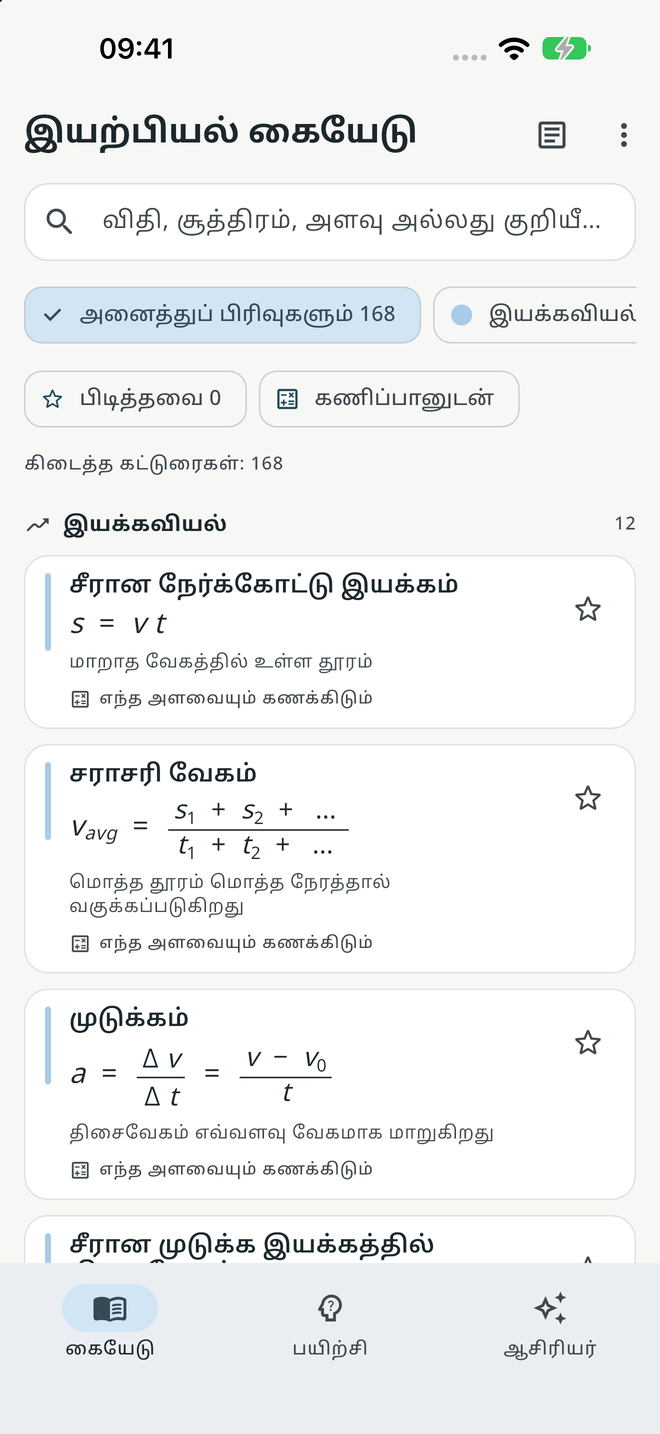 09:41
இயற்பியல் கையேடு
விதி, சூத்திரம், அளவு அல்லது குறியீ...
அனைத்துப் பிரிவுகளும் 168
இயக்கவியல்
பிடித்தவை 0
கணிப்பானுடன்
கிடைத்த கட்டுரைகள்: 168
இயக்கவியல் 12
சீரான நேர்க்கோட்டு இயக்கம்
s = v t
மாறாத வேகத்தில் உள்ள தூரம்
எந்த அளவையும் கணக்கிடும்
சராசரி வேகம்
v_avg = (s₁ + s₂ + ...) / (t₁ + t₂ + ...)
மொத்த தூரம் மொத்த நேரத்தால்
வகுக்கப்படுகிறது
எந்த அளவையும் கணக்கிடும்
முடுக்கம்
a = Δ v / Δ t = (v − v₀) / t
திசைவேகம் எவ்வளவு வேகமாக மாறுகிறது
எந்த அளவையும் கணக்கிடும்
சீரான முடுக்க இயக்கத்தில்
கையேடு
பயிற்சி
ஆசிரியர்